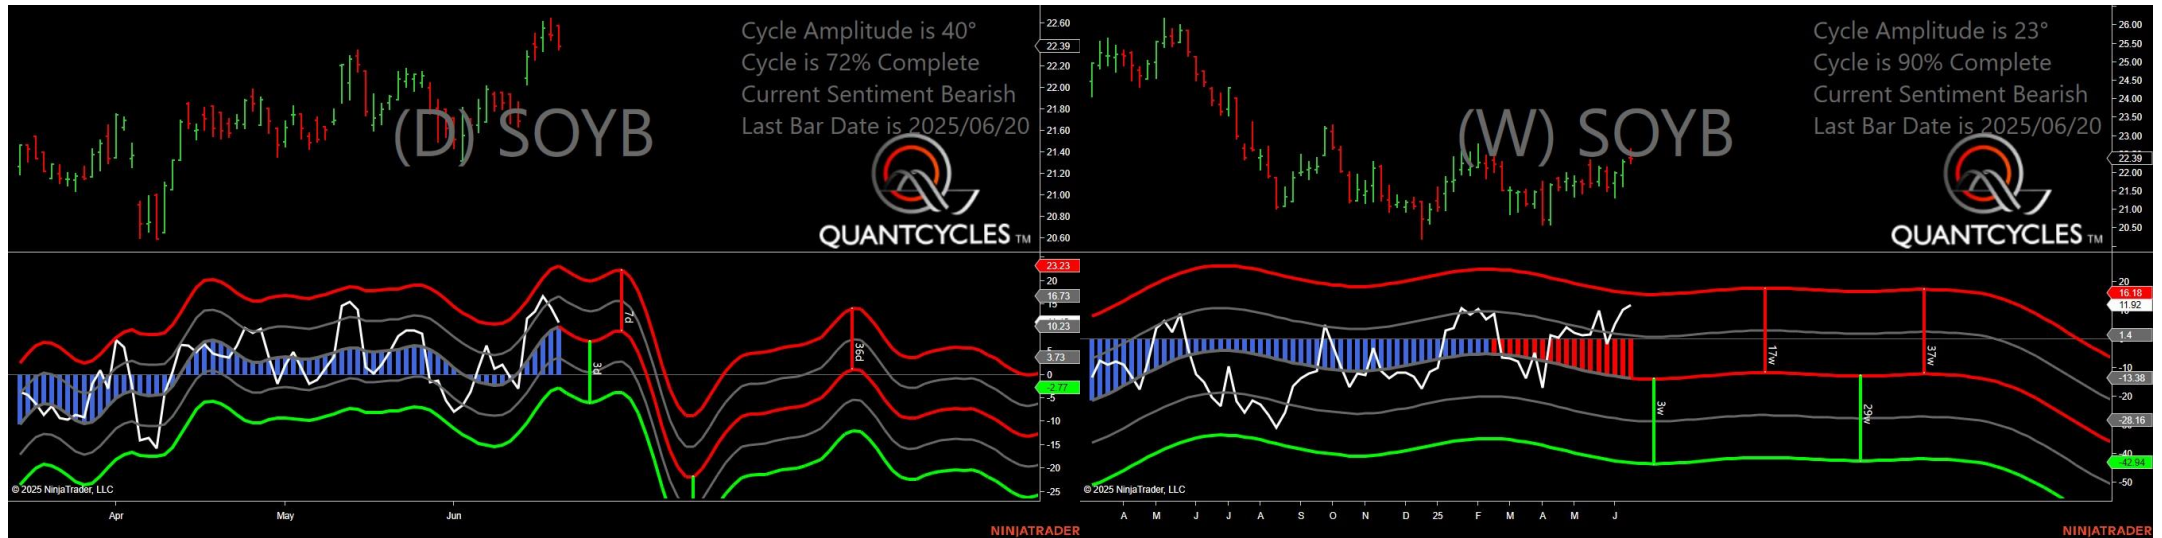 Cycle Amplitude is 40°
Cycle is 72% Complete
Current Sentiment Bearish
Last Bar Date is 2025/06/20
(D) SOYB
QUANTCYCLES TM
22.60
22.39
22.20
22.00
21.80
21.60
21.40
21.20
21.00
20.80
20.60
23.23
20
16.73
15
10.23
5
3.73
0
-2.77
-5
-10
-15
-20
-25
3d
7d
36d
© 2025 NinjaTrader, LLC
Apr May Jun
NINJATRADER
Cycle Amplitude is 23°
Cycle is 90% Complete
Current Sentiment Bearish
Last Bar Date is 2025/06/20
(W) SOYB
QUANTCYCLES TM
26.00
25.50
25.00
24.50
24.00
23.50
23.00
22.39
22.00
21.50
21.00
20.50
20
16.18
11.92
1.4
-10
-13.38
-20
-28.16
-40
-42.94
-50
3w
17w
29w
37w
© 2025 NinjaTrader, LLC
A M J J A S O N D 25 F M A M J
NINJATRADER